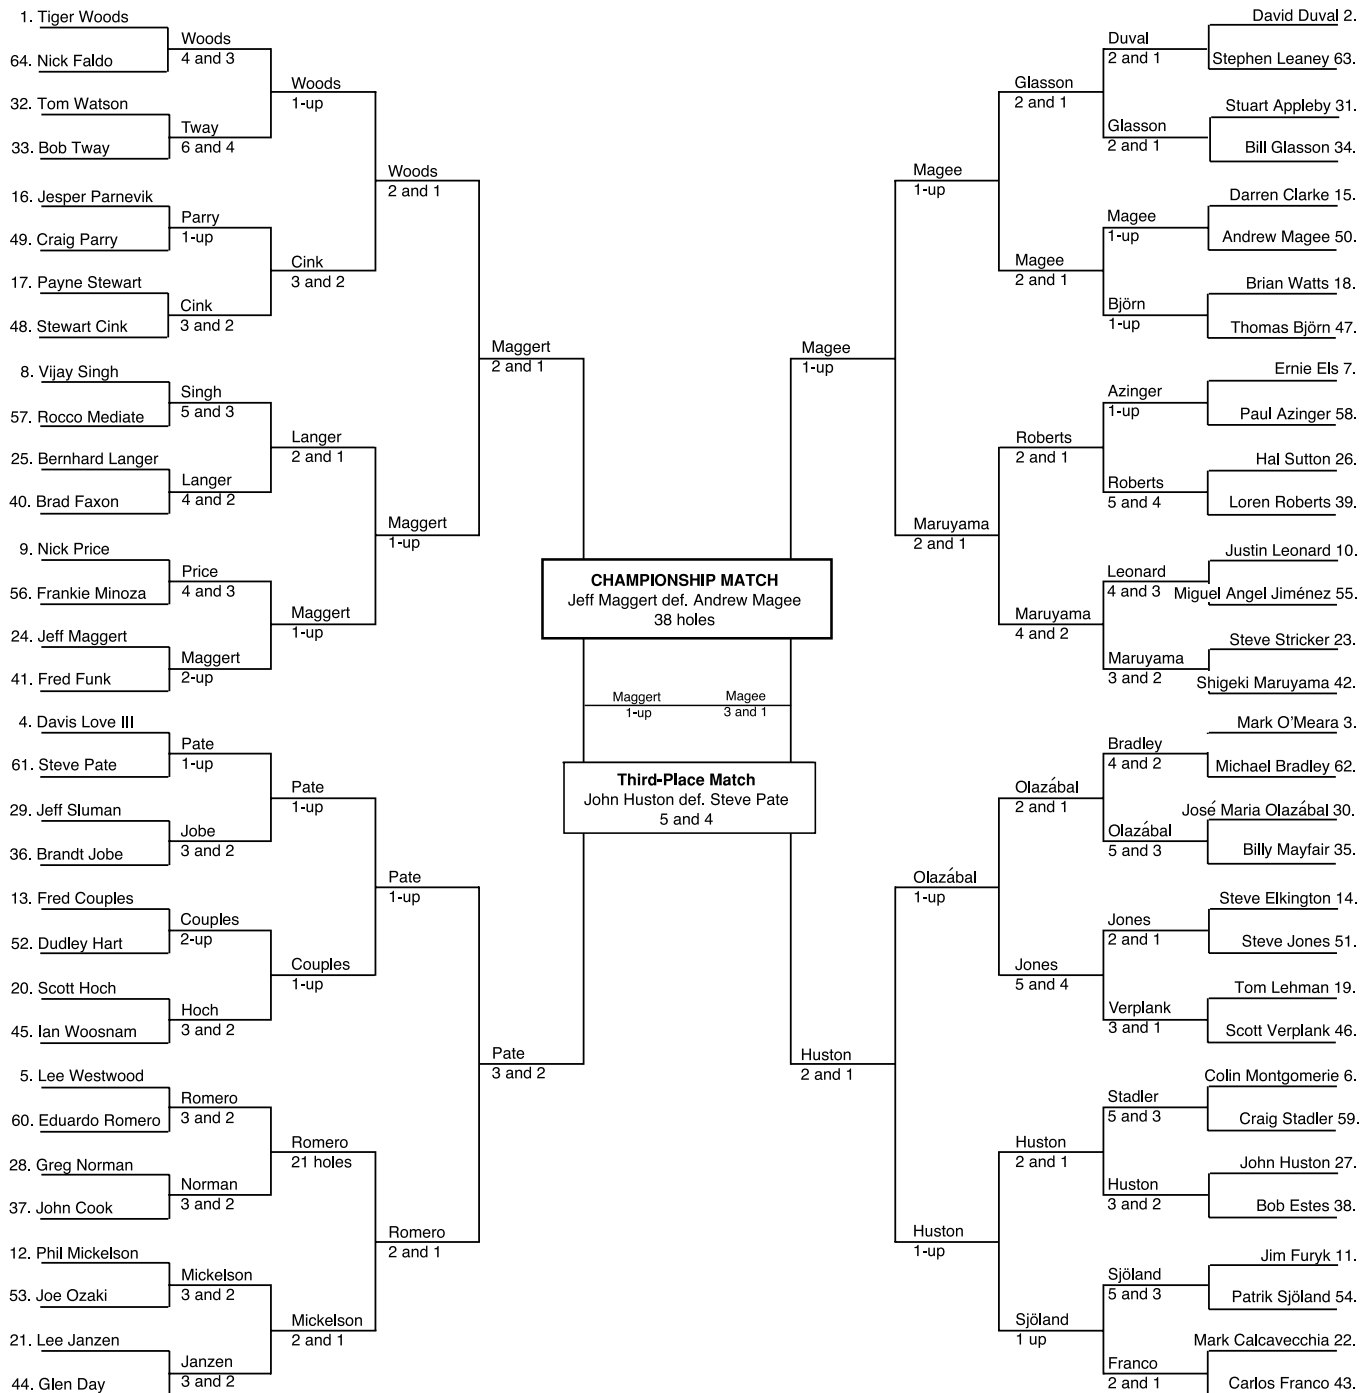 1. Tiger Woods
64. Nick Faldo
Woods
4 and 3
32. Tom Watson
33. Bob Tway
Tway
6 and 4
Woods
1-up
16. Jesper Parnevik
49. Craig Parry
Parry
1-up
17. Payne Stewart
48. Stewart Cink
Cink
3 and 2
Cink
3 and 2
Woods
2 and 1
8. Vijay Singh
57. Rocco Mediate
Singh
5 and 3
25. Bernhard Langer
40. Brad Faxon
Langer
4 and 2
Langer
2 and 1
9. Nick Price
56. Frankie Minoza
Price
4 and 3
24. Jeff Maggert
41. Fred Funk
Maggert
2-up
Maggert
1-up
Maggert
1-up
Maggert
2 and 1
4. Davis Love III
61. Steve Pate
Pate
1-up
29. Jeff Sluman
36. Brandt Jobe
Jobe
3 and 2
Pate
1-up
13. Fred Couples
52. Dudley Hart
Couples
2-up
20. Scott Hoch
45. Ian Woosnam
Hoch
3 and 2
Couples
1-up
Pate
1-up
5. Lee Westwood
60. Eduardo Romero
Romero
3 and 2
28. Greg Norman
37. John Cook
Norman
3 and 2
Romero
21 holes
12. Phil Mickelson
53. Joe Ozaki
Mickelson
3 and 2
21. Lee Janzen
44. Glen Day
Janzen
3 and 2
Mickelson
2 and 1
Romero
2 and 1
Pate
3 and 2
CHAMPIONSHIP MATCH
Jeff Maggert def. Andrew Magee
38 holes
Maggert
1-up
Magee
3 and 1
Third-Place Match
John Huston def. Steve Pate
5 and 4
David Duval 2.
Stephen Leaney 63.
Duval
2 and 1
Stuart Appleby 31.
Bill Glasson 34.
Glasson
2 and 1
Glasson
2 and 1
Darren Clarke 15.
Andrew Magee 50.
Magee
1-up
Brian Watts 18.
Thomas Björn 47.
Björn
1-up
Magee
2 and 1
Magee
1-up
Ernie Els 7.
Paul Azinger 58.
Azinger
1-up
Hal Sutton 26.
Loren Roberts 39.
Roberts
5 and 4
Roberts
2 and 1
Justin Leonard 10.
Miguel Angel Jiménez 55.
Leonard
4 and 3
Steve Stricker 23.
Shigeki Maruyama 42.
Maruyama
3 and 2
Maruyama
4 and 2
Maruyama
2 and 1
Magee
1-up
Mark O'Meara 3.
Michael Bradley 62.
Bradley
4 and 2
José Maria Olazábal 30.
Billy Mayfair 35.
Olazábal
5 and 3
Olazábal
2 and 1
Steve Elkington 14.
Steve Jones 51.
Jones
2 and 1
Tom Lehman 19.
Scott Verplank 46.
Verplank
3 and 1
Jones
5 and 4
Olazábal
1-up
Colin Montgomerie 6.
Craig Stadler 59.
Stadler
5 and 3
John Huston 27.
Bob Estes 38.
Huston
3 and 2
Huston
2 and 1
Jim Furyk 11.
Patrik Sjöland 54.
Sjöland
5 and 3
Mark Calcavecchia 22.
Carlos Franco 43.
Franco
2 and 1
Sjöland
1 up
Huston
1-up
Huston
2 and 1